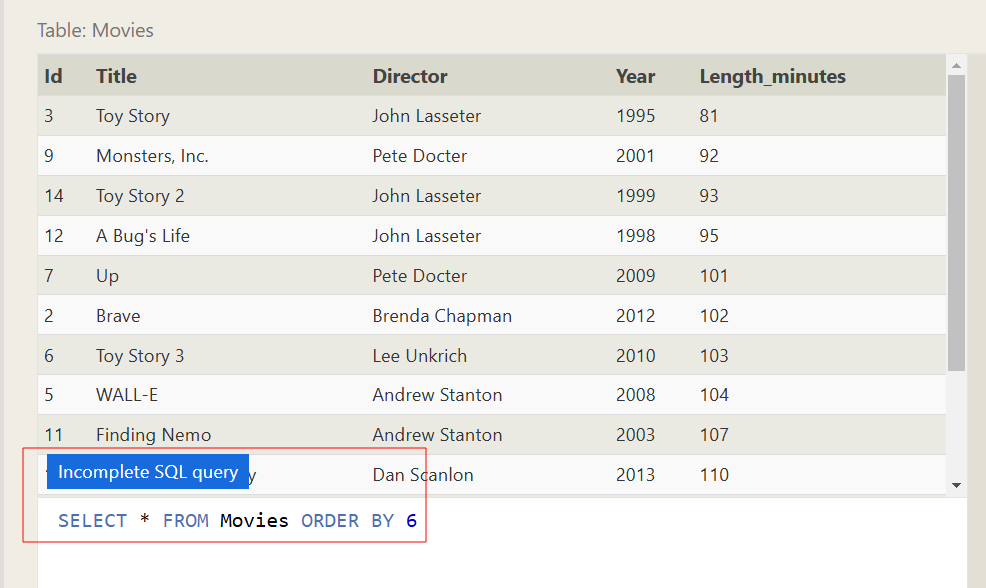 Table: Movies
Id Title Director Year Length_minutes
3 Toy Story John Lasseter 1995 81
9 Monsters, Inc. Pete Docter 2001 92
14 Toy Story 2 John Lasseter 1999 93
12 A Bug's Life John Lasseter 1998 95
7 Up Pete Docter 2009 101
2 Brave Brenda Chapman 2012 102
6 Toy Story 3 Lee Unkrich 2010 103
5 WALL-E Andrew Stanton 2008 104
11 Finding Nemo Andrew Stanton 2003 107
Incomplete SQL query Dan Scanlon 2013 110
SELECT * FROM Movies ORDER BY 6